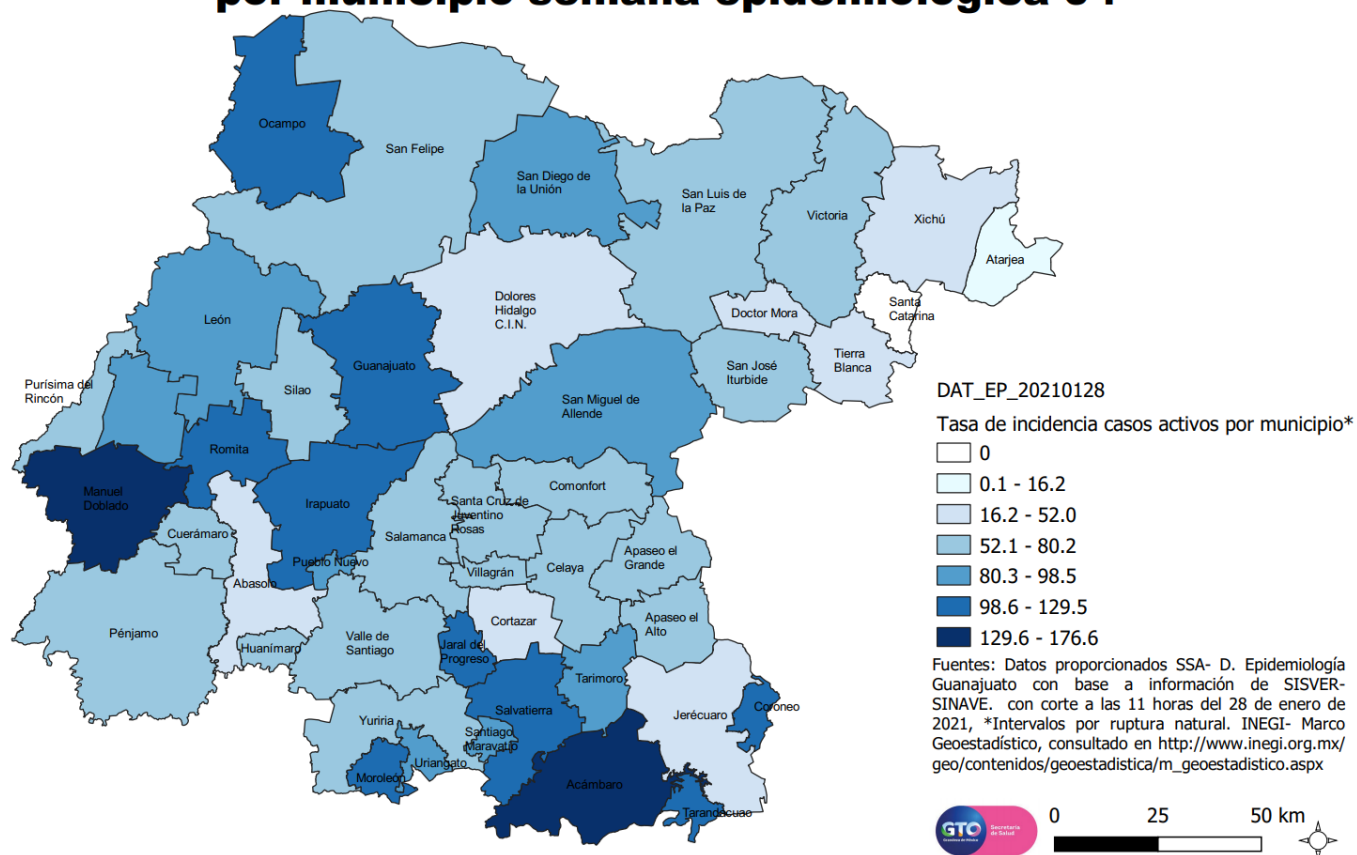 por municipio semana epidemiológica 04
Ocampo
San Felipe
San Diego de
la Unión
San Luis de
la Paz
Victoria
Xichú
Atarjea
Santa
Catarina
Dolores
Hidalgo
C.I.N.
Doctor Mora
Tierra
Blanca
León
Guanajuato
Silao
San José
Iturbide
San Miguel de
Allende
Purísima del
Rincón
Romita
Manuel
Doblado
Irapuato
Comonfort
Santa Cruz de
Juventino
Rosas
Cuerámaro
Salamanca
Apaseo el
Grande
Pueblo Nuevo
Villagrán
Celaya
Abasolo
Cortazar
Apaseo el
Alto
Pénjamo
Huanímaro
Valle de
Santiago
Jaral del
Progreso
Tarimoro
Salvatierra
Jerécuaro
Coroneo
Yuriria
Santiago
Maravatío
Uriangato
Moroleón
Acámbaro
Tarandacuao
DAT_EP_20210128
Tasa de incidencia casos activos por municipio*
0
0.1 - 16.2
16.2 - 52.0
52.1 - 80.2
80.3 - 98.5
98.6 - 129.5
129.6 - 176.6
Fuentes: Datos proporcionados SSA- D. Epidemiología
Guanajuato con base a información de SISVER-
SINAVE. con corte a las 11 horas del 28 de enero de
2021, *Intervalos por ruptura natural. INEGI- Marco
Geoestadístico, consultado en http://www.inegi.org.mx/
geo/contenidos/geoestadistica/m_geoestadistico.aspx
GTO
Secretaría
de Salud
0 25 50 km